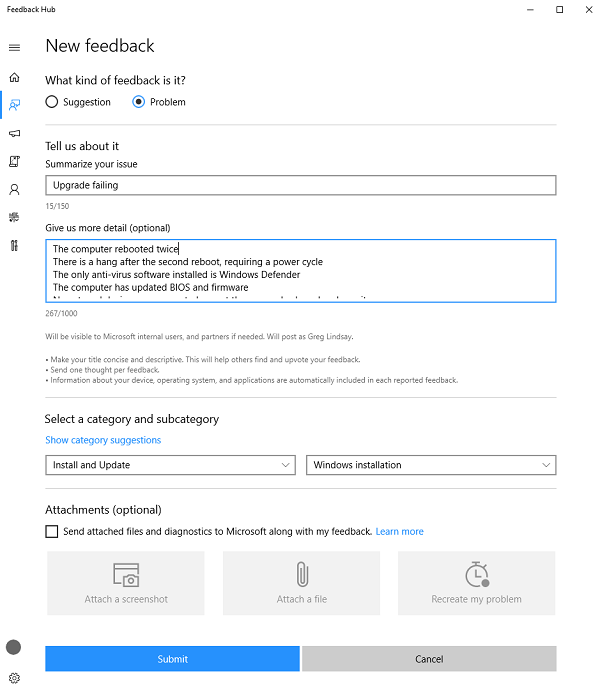 Feedback Hub
New feedback
What kind of feedback is it?
Suggestion
Problem
Tell us about it
Summarize your issue
Upgrade failing
15/150
Give us more detail (optional)
The computer rebooted twice
There is a hang after the second reboot, requiring a power cycle
The only anti-virus software installed is Windows Defender
The computer has updated BIOS and firmware
267/1000
Will be visible to Microsoft internal users, and partners if needed. Will post as Greg Lindsay.
• Make your title concise and descriptive. This will help others find and upvote your feedback.
• Send one thought per feedback.
• Information about your device, operating system, and applications are automatically included in each reported feedback.
Select a category and subcategory
Show category suggestions
Install and Update
Windows installation
Attachments (optional)
Send attached files and diagnostics to Microsoft along with my feedback. Learn more
Attach a screenshot
Attach a file
Recreate my problem
Submit
Cancel